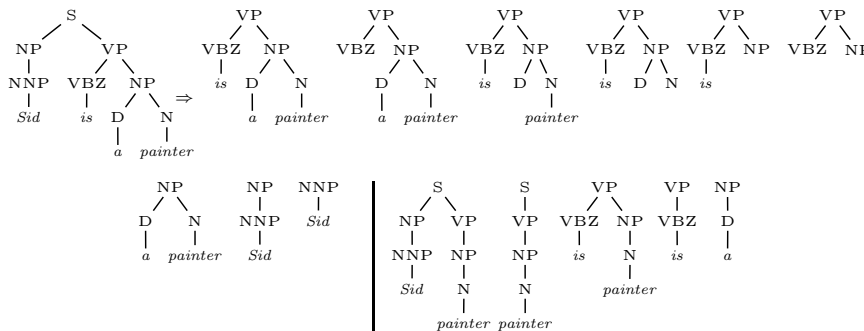 S VP VP VP VP VP VP
NP VP VBZ NP VBZ NP VBZ NP VBZ NP VBZ NP VBZ NP
NNP VBZ NP is D N D N is D N is D N is
Sid is D N ⇒ a painter a painter painter
a painter
NP NP NNP S S VP VP NP
D N NNP Sid NP VP VP VBZ NP VBZ D
a painter Sid NNP NP NP is N is a
Sid N N painter
painter painter